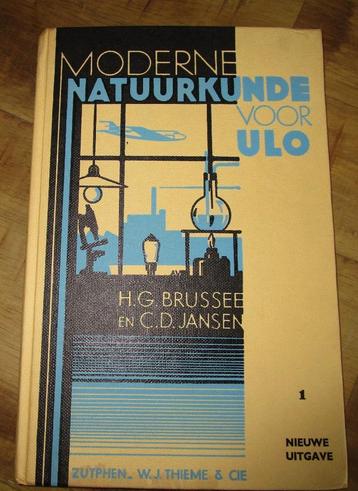 MODERNE
NATUURKUNDE
VOOR
ULO
H.G. BRUSSEE
EN C.D. JANSEN
1
NIEUWE
UITGAVE
ZUTPHEN_ W.J. THIEME & CIE